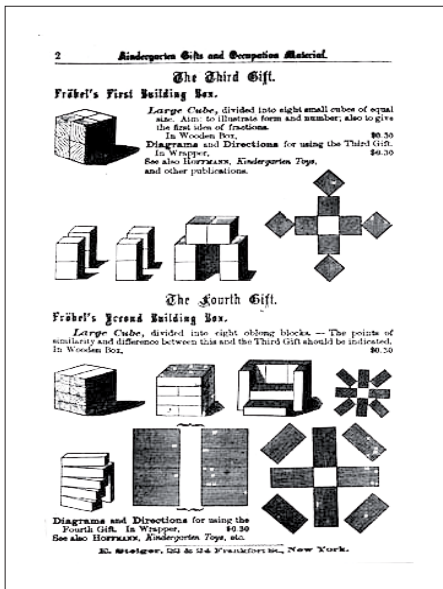 2 Kindergarten Gifts and Occupation Material.
The Third Gift.
Fröbel's First Building Box.
Large Cube, divided into eight small cubes of equal
size. Aim: to illustrate form and number; also to give
the first idea of fractions.
In Wooden Box, $0.30
Diagrams and Directions for using the Third Gift.
In Wrapper, $0.30
See also HOFFMANN, Kindergarten Toys,
and other publications.
The Fourth Gift.
Fröbel's Second Building Box.
Large Cube, divided into eight oblong blocks. — The points of
similarity and difference between this and the Third Gift should be indicated.
In Wooden Box, $0.30
Diagrams and Directions for using the
Fourth Gift. In Wrapper, $0.30
See also HOFFMANN, Kindergarten Toys, etc.
E. Steiger, 22 & 24 Frankfort St., New York.